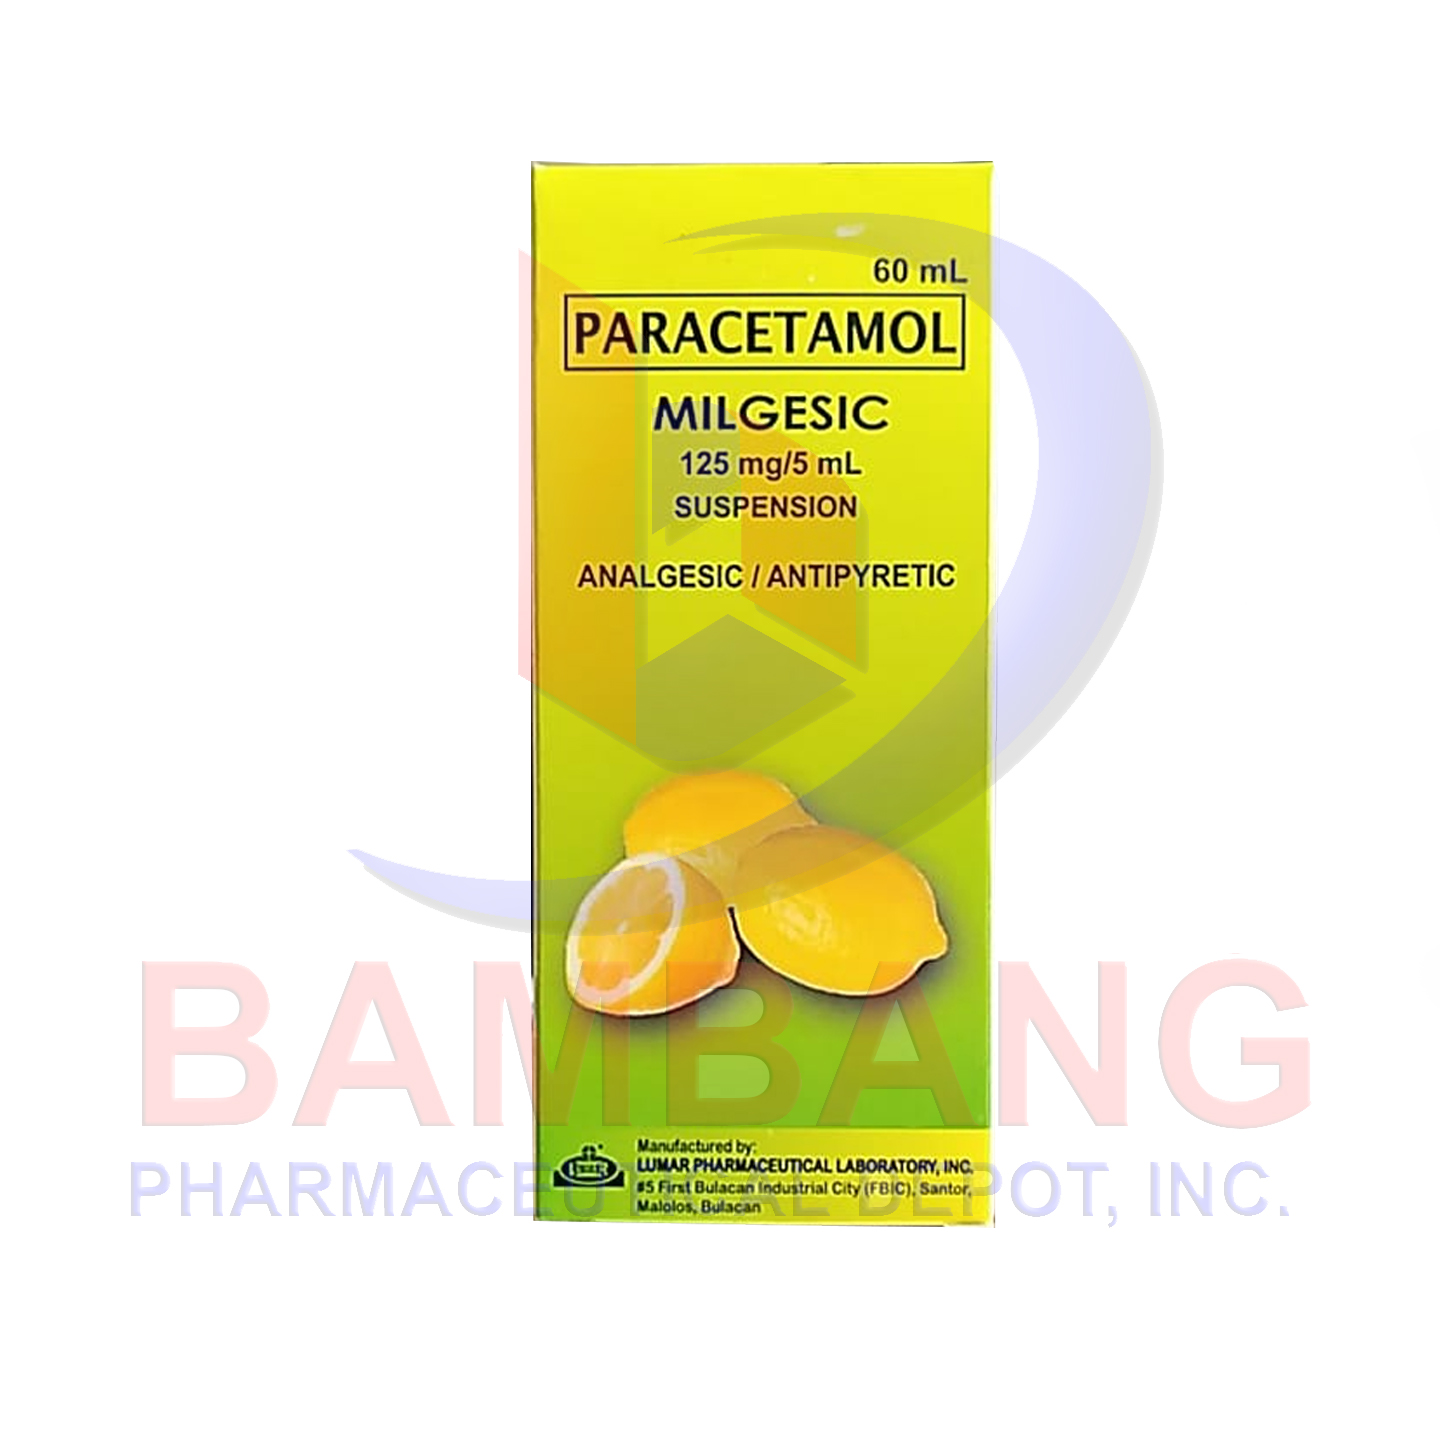 60 mL
PARACETAMOL
MILGESIC
125 mg/5 mL
SUSPENSION
ANALGESIC / ANTIPYRETIC
BAMBANG
PHARMACEUTICAL DEPOT, INC.
Manufactured by:
LUMAR PHARMACEUTICAL LABORATORY, INC.
#5 First Bulacan Industrial City (FBIC), Santor,
Malolos, Bulacan